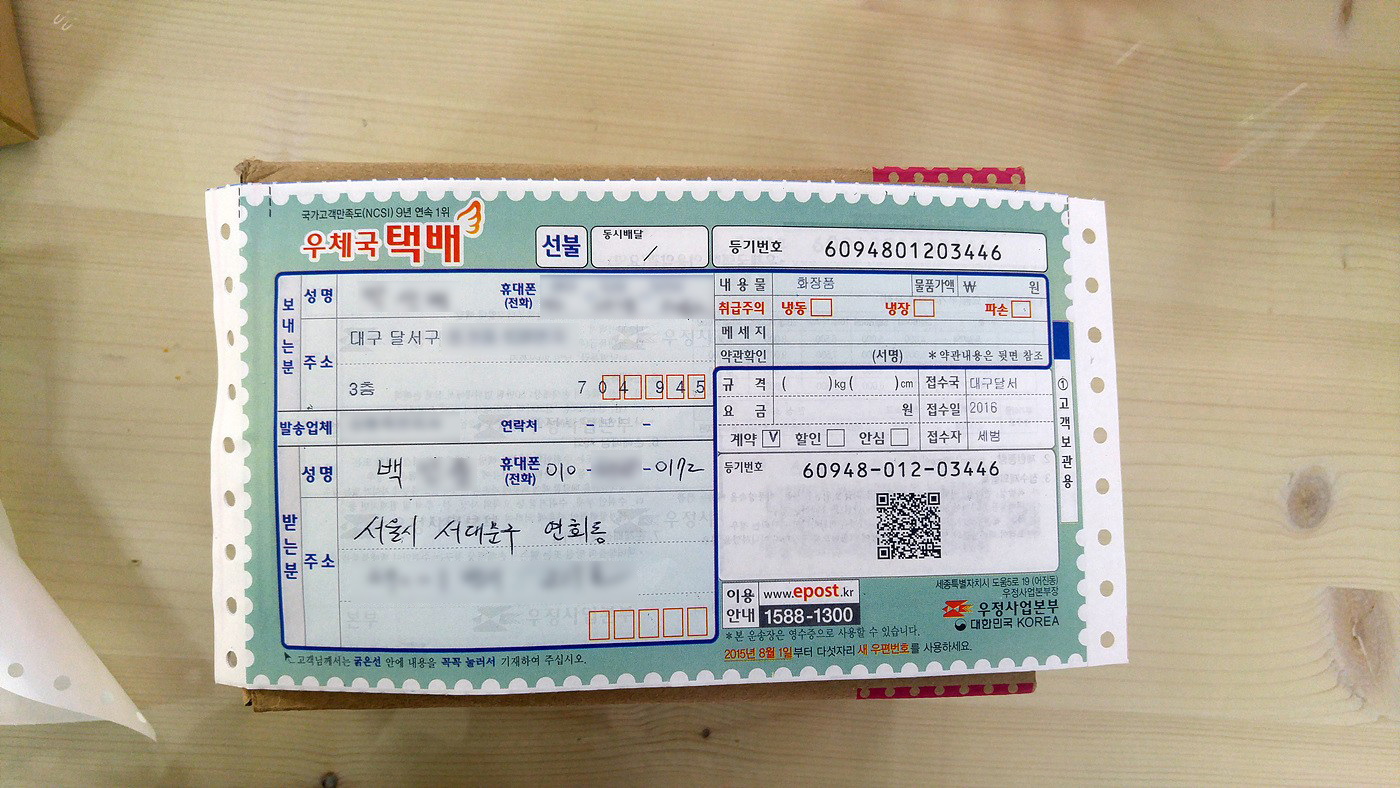 국가고객만족도(NCSI) 9년 연속 1위
우체국 택배
선불
동시배달
등기번호 6094801203446
보내는분
성명
휴대폰
(전화)
주소
대구 달서구
3층 704 945
발송업체
연락처 - -
받는분
성명 백
휴대폰
(전화)
010- -0172
주소
서울시 서대문구 연희동
고객님께서는 굵은선 안에 내용을 꼭꼭 눌러서 기재하여 주십시오.
내용물 화장품 물품가액 ₩ 원
취급주의 냉동 냉장 파손
메세지
약관확인 (서명) *약관내용은 뒷면 참조
규격 ( )kg ( )cm 접수국 대구달서
요금 원 접수일 2016
계약 V 할인 안심 접수자 세빙
등기번호 60948-012-03446
①고객보관용
이용
안내
www.epost.kr
1588-1300
세종특별자치시 도움5로 19 (어진동)
우정사업본부장
우정사업본부
대한민국 KOREA
*본 운송장은 영수증으로 사용할 수 있습니다.
2015년 8월 1일부터 다섯자리 새 우편번호를 사용하세요.